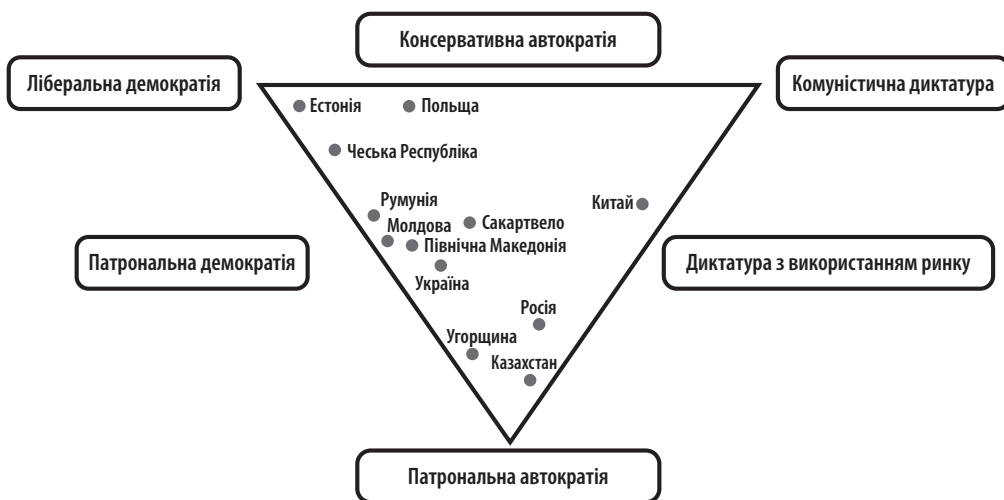 Консервативна автократія
Ліберальна демократія
Комуністична диктатура
Естонія
Польща
Чеська Республіка
Румунія
Китай
Молдова
Сакартвело
Північна Македонія
Патрональна демократія
Диктатура з використанням ринку
Україна
Росія
Угорщина
Казахстан
Патрональна автократія